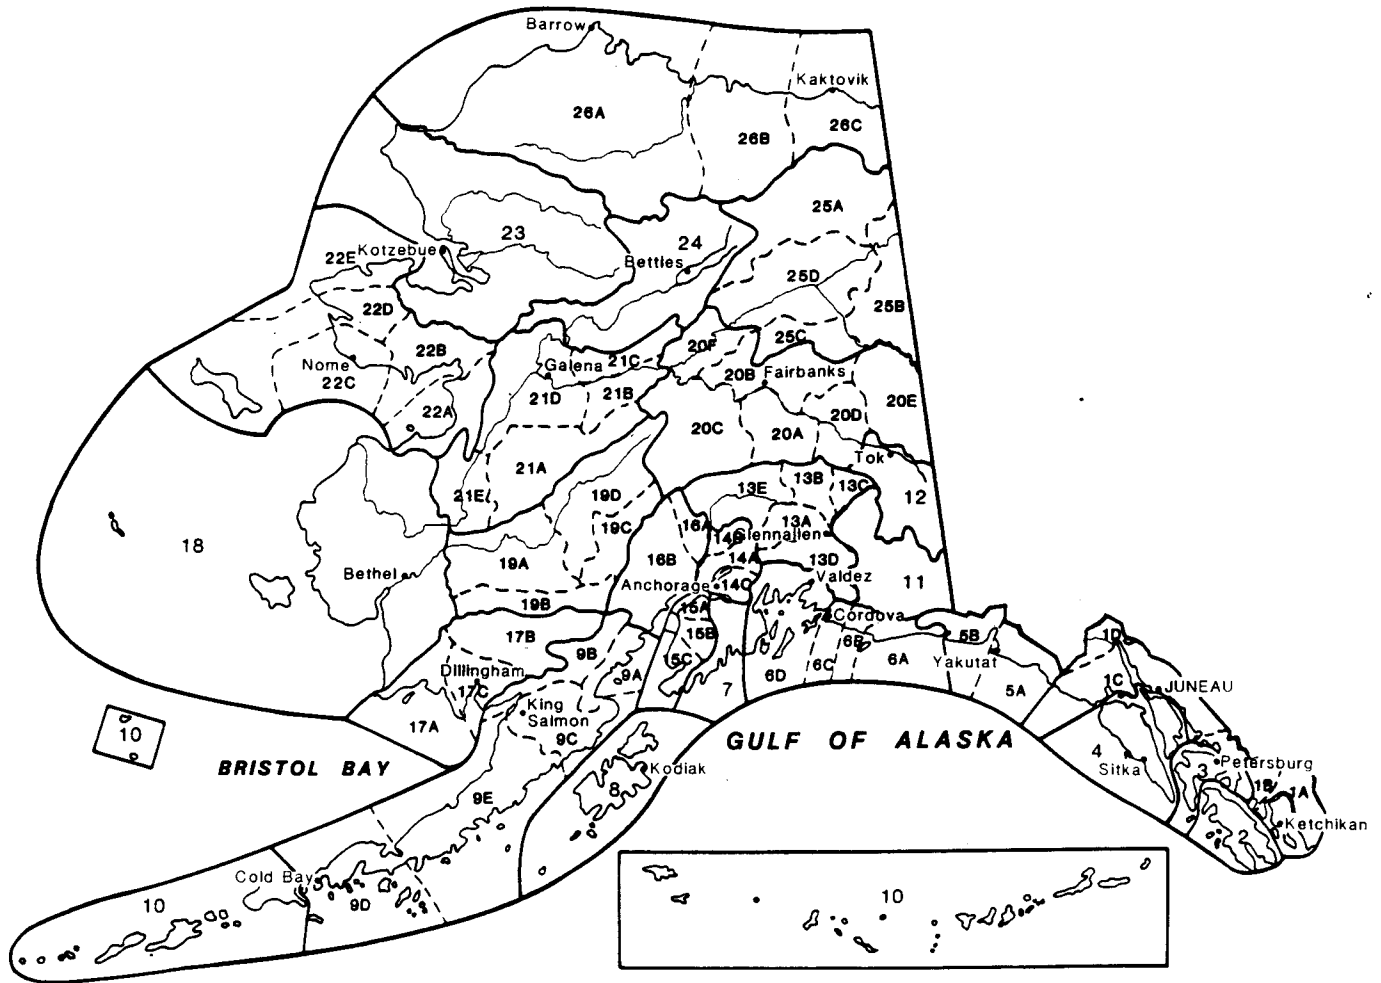 Barrow
Kaktovik
26A
26B
26C
25A
23
24
Kotzebue
22E
Bettles
25D
25B
22D
25C
20F
22B
Nome
22C
Galena
21C
20B
Fairbanks
21D
21B
20E
22A
20D
20C
20A
Tok
21A
13B
13C
13E
21E
19D
12
16A
19C
13A
Glennallen
14B
18
16B
14A
13D
19A
Bethel
Anchorage
14C
Valdez
11
19B
15A
Cordova
17B
15B
6B
5B
1D
9B
15C
6A
Yakutat
Dillingham
17C
9A
6D
6C
1C
JUNEAU
7
5A
King
Salmon
17A
9C
10
GULF OF ALASKA
4
Sitka
BRISTOL BAY
Kodiak
3
Petersburg
8
9E
1B
1A
Ketchikan
2
Cold Bay
9D
10
10